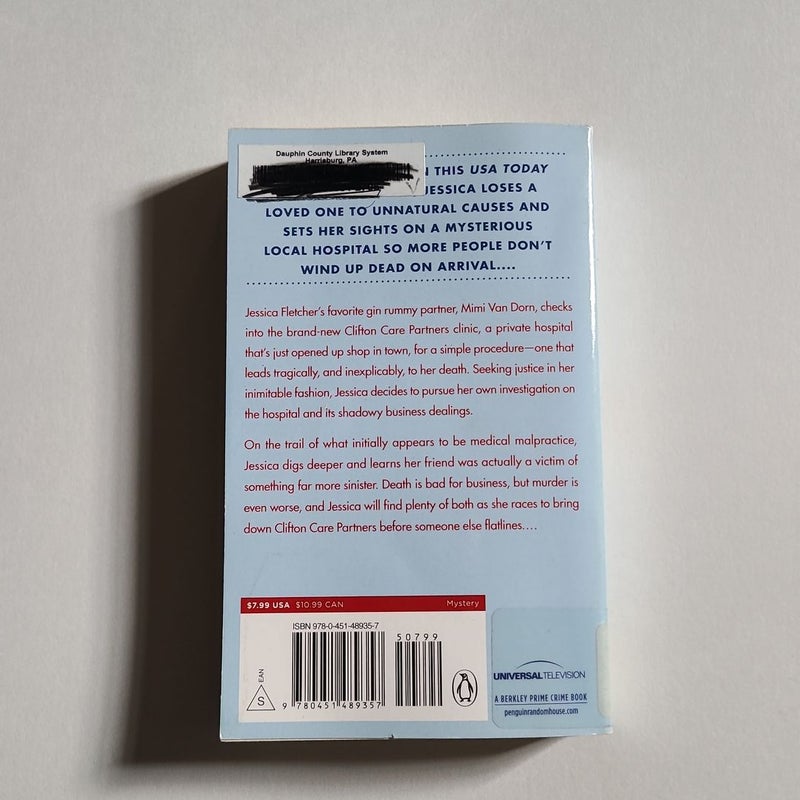 Dauphin County Library System
Harrisburg, PA
N THIS USA TODAY
JESSICA LOSES A
LOVED ONE TO UNNATURAL CAUSES AND
SETS HER SIGHTS ON A MYSTERIOUS
LOCAL HOSPITAL SO MORE PEOPLE DON'T
WIND UP DEAD ON ARRIVAL....
Jessica Fletcher's favorite gin rummy partner, Mimi Van Dorn, checks
into the brand-new Clifton Care Partners clinic, a private hospital
that's just opened up shop in town, for a simple procedure—one that
leads tragically, and inexplicably, to her death. Seeking justice in her
inimitable fashion, Jessica decides to pursue her own investigation on
the hospital and its shadowy business dealings.
On the trail of what initially appears to be medical malpractice,
Jessica digs deeper and learns her friend was actually a victim of
something far more sinister. Death is bad for business, but murder is
even worse, and Jessica will find plenty of both as she races to bring
down Clifton Care Partners before someone else flatlines....
$7.99 USA $10.99 CAN Mystery
ISBN 978-0-451-48935-7
50799
EAN
S
9 780451 489357
UNIVERSAL TELEVISION
A BERKLEY PRIME CRIME BOOK
penguinrandomhouse.com